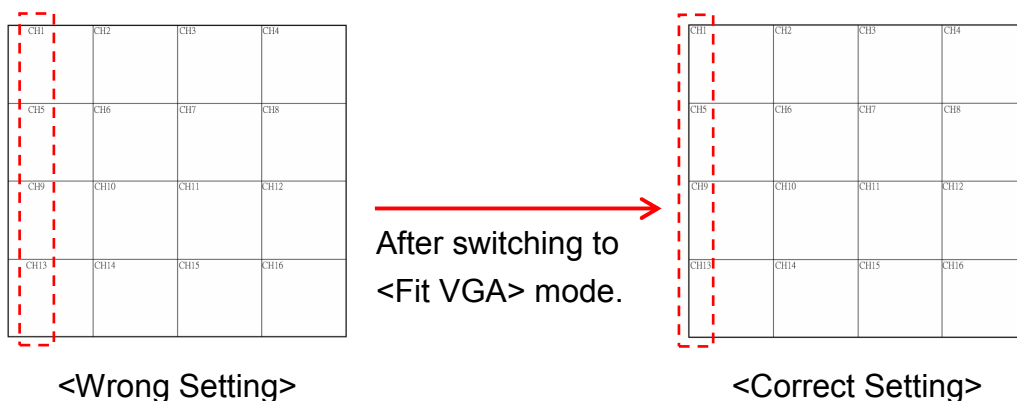 CH1 CH2 CH3 CH4
CH5 CH6 CH7 CH8
CH9 CH10 CH11 CH12
CH13 CH14 CH15 CH16
<Wrong Setting>
After switching to
<Fit VGA> mode.
CH1 CH2 CH3 CH4
CH5 CH6 CH7 CH8
CH9 CH10 CH11 CH12
CH13 CH14 CH15 CH16
<Correct Setting>